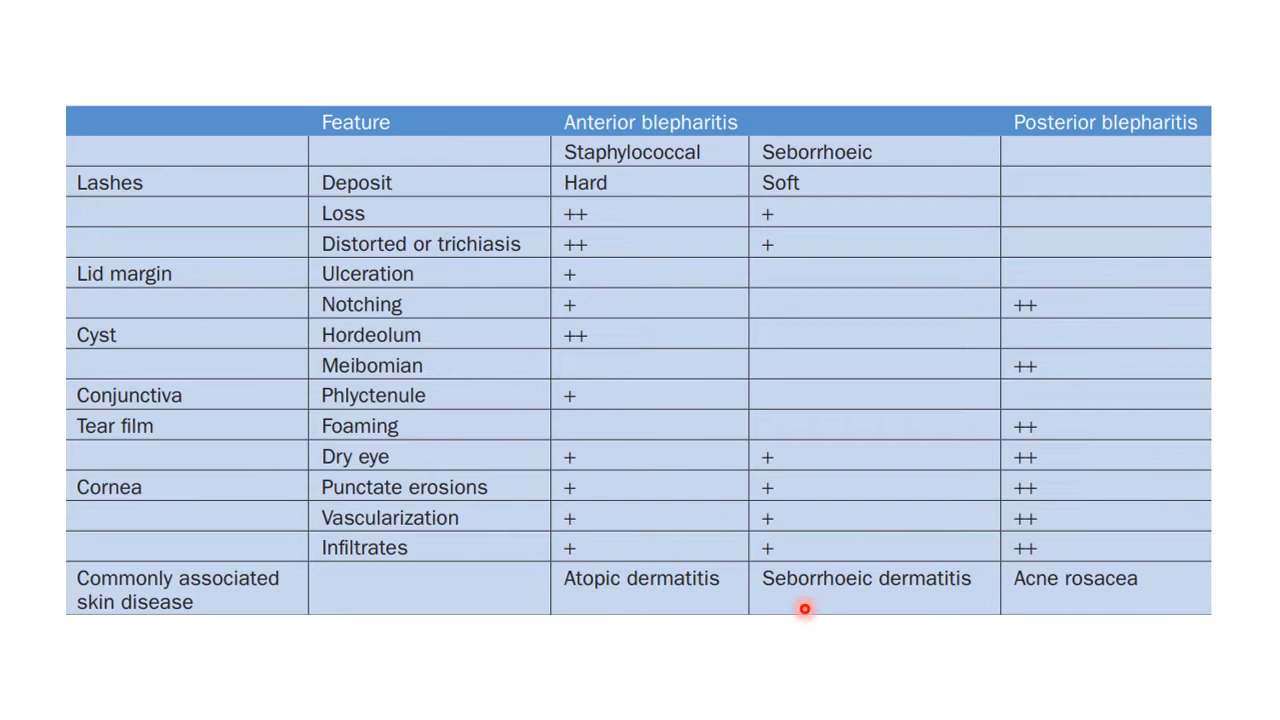 Feature Anterior blepharitis Posterior blepharitis
Staphylococcal Seborrhoeic
Lashes Deposit Hard Soft
Loss ++ +
Distorted or trichiasis ++ +
Lid margin Ulceration +
Notching + ++
Cyst Hordeolum ++
Meibomian ++
Conjunctiva Phlyctenule +
Tear film Foaming ++
Dry eye + + ++
Cornea Punctate erosions + + ++
Vascularization + + ++
Infiltrates + + ++
Commonly associated Atopic dermatitis Seborrhoeic dermatitis Acne rosacea
skin disease